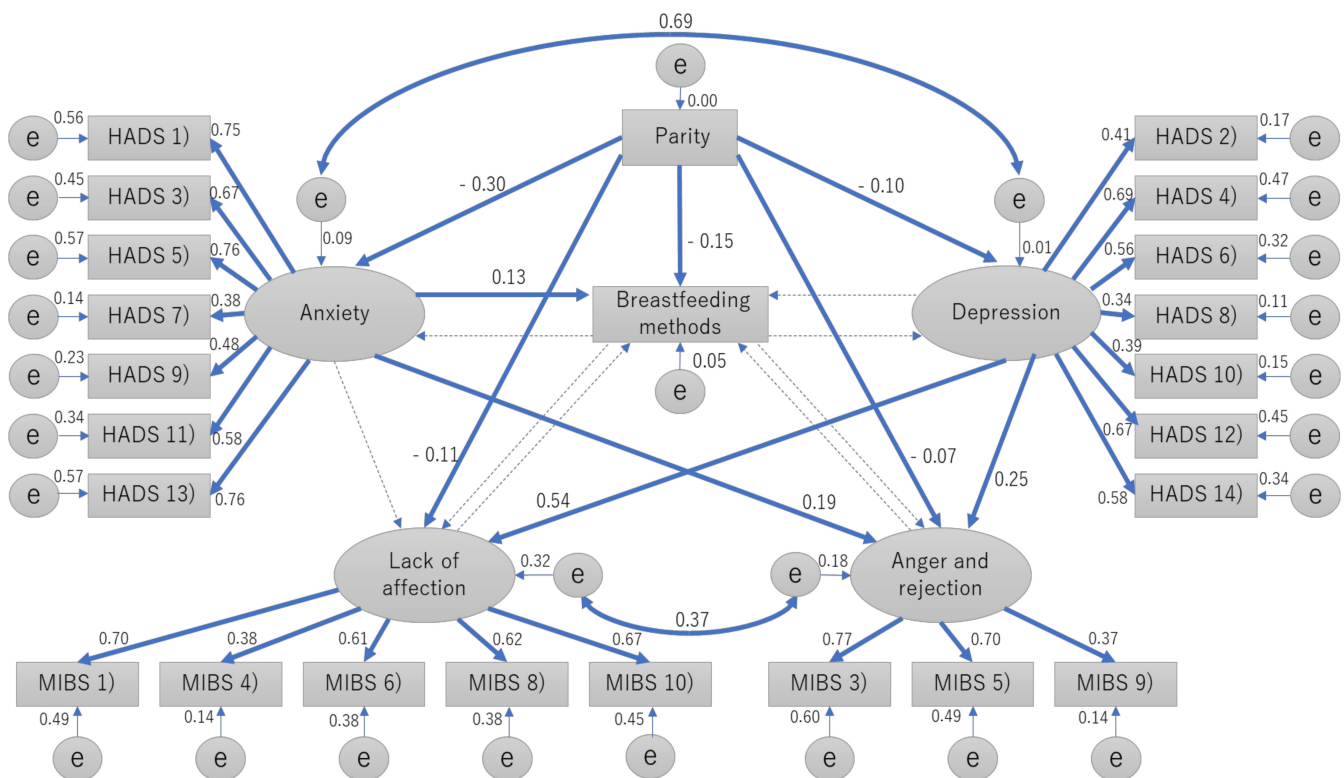 0.69
e
0.00
Parity
0.56
e
HADS 1)
0.75
0.45
e
HADS 3)
0.67
0.57
e
HADS 5)
0.76
0.14
e
HADS 7)
0.38
0.23
e
HADS 9)
0.48
0.34
e
HADS 11)
0.58
0.57
e
HADS 13)
0.76
e
0.09
Anxiety
- 0.30
- 0.15
- 0.10
0.13
Breastfeeding
methods
0.05
e
e
0.01
Depression
0.41
HADS 2)
0.17
e
0.69
HADS 4)
0.47
e
0.56
HADS 6)
0.32
e
0.34
HADS 8)
0.11
e
0.39
HADS 10)
0.15
e
0.67
HADS 12)
0.45
e
0.58
HADS 14)
0.34
e
- 0.11
0.54
0.19
- 0.07
0.25
Lack of
affection
0.32
e
0.37
e
0.18
Anger and
rejection
0.70
0.38
0.61
0.62
0.67
0.77
0.70
0.37
MIBS 1)
MIBS 4)
MIBS 6)
MIBS 8)
MIBS 10)
MIBS 3)
MIBS 5)
MIBS 9)
0.49
0.14
0.38
0.38
0.45
0.60
0.49
0.14
e
e
e
e
e
e
e
e